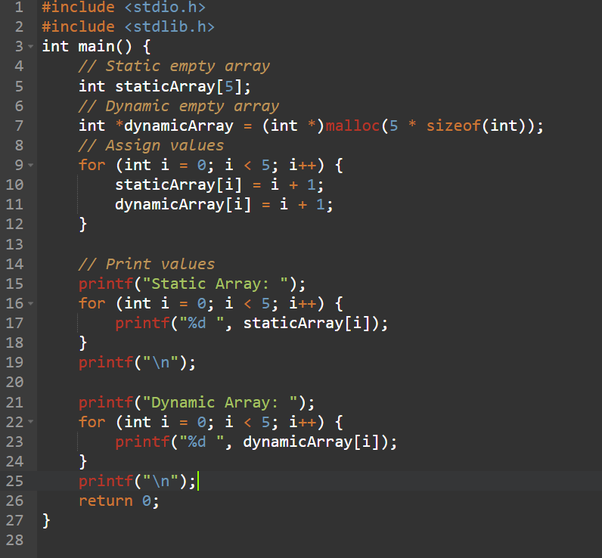 1 #include <stdio.h>
2 #include <stdlib.h>
3 int main() {
4     // Static empty array
5     int staticArray[5];
6     // Dynamic empty array
7     int *dynamicArray = (int *)malloc(5 * sizeof(int));
8     // Assign values
9     for (int i = 0; i < 5; i++) {
10         staticArray[i] = i + 1;
11         dynamicArray[i] = i + 1;
12     }
13
14     // Print values
15     printf("Static Array: ");
16     for (int i = 0; i < 5; i++) {
17         printf("%d ", staticArray[i]);
18     }
19     printf("\n");
20
21     printf("Dynamic Array: ");
22     for (int i = 0; i < 5; i++) {
23         printf("%d ", dynamicArray[i]);
24     }
25     printf("\n");
26     return 0;
27 }
28